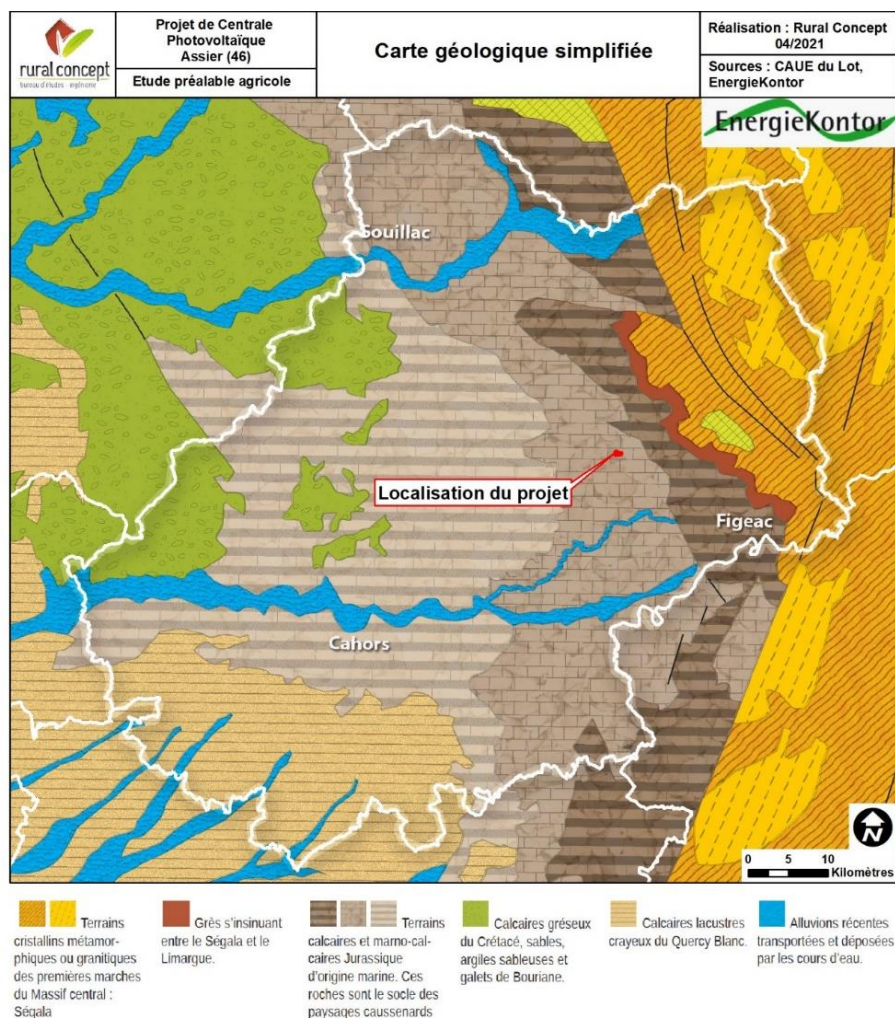 rural concept
bureau d'études - ingénierie
Projet de Centrale
Photovoltaïque
Assier (46)
Etude préalable agricole
Carte géologique simplifiée
Réalisation : Rural Concept
04/2021
Sources : CAUE du Lot,
EnergieKontor
EnergieKontor
Souillac
Localisation du projet
Figeac
Cahors
N
0 5 10
Kilomètres
Terrains
cristallins métamor-
phiques ou granitiques
des premières marches
du Massif central :
Ségala
Grès s'insinuant
entre le Ségala et le
Limargue.
Terrains
calcaires et marno-cal-
caires Jurassique
d'origine marine. Ces
roches sont le socle des
paysages caussenards
Calcaires gréseux
du Crétacé, sables,
argiles sableuses et
galets de Bouriane.
Calcaires lacustres
crayeux du Quercy Blanc.
Alluvions récentes
transportées et déposées
par les cours d'eau.